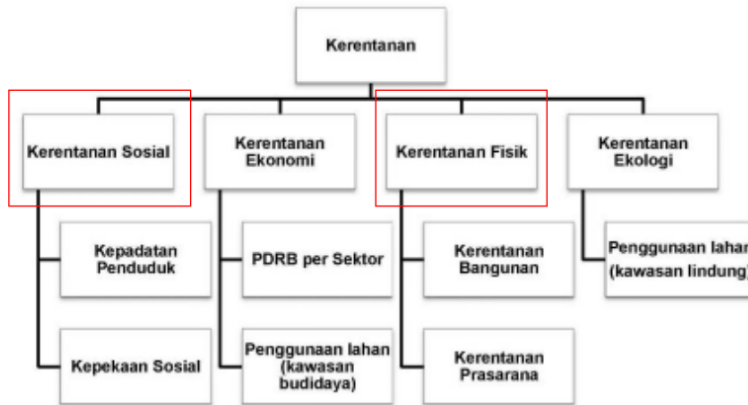 Kerentanan
Kerentanan Sosial
Kerentanan
Ekonomi
Kerentanan Fisik
Kerentanan
Ekologi
Kepadatan
Penduduk
PDRB per Sektor
Kerentanan
Bangunan
Penggunaan lahan
(kawasan lindung)
Kepekaan Sosial
Penggunaan lahan
(kawasan
budidaya)
Kerentanan
Prasarana